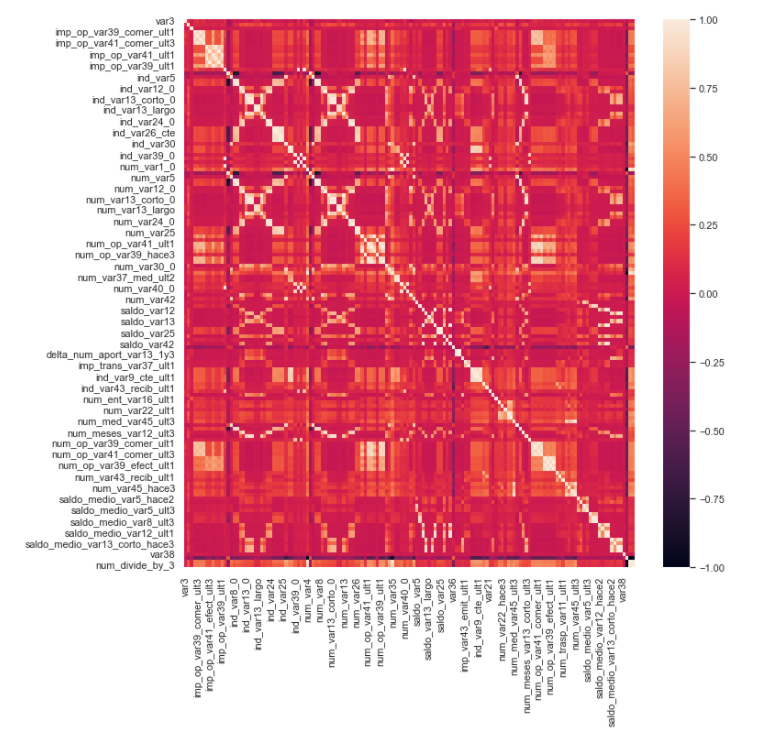 var3
imp_op_var39_comer_ult1
imp_op_var41_comer_ult3
imp_op_var41_ult1
imp_op_var39_ult1
ind_var5
ind_var12_0
ind_var13_corto_0
ind_var13_largo
ind_var24_0
ind_var26_cte
ind_var30
ind_var39_0
num_var1_0
num_var5
num_var12_0
num_var13_corto_0
num_var13_largo
num_var24_0
num_var25
num_op_var41_ult1
num_op_var39_hace3
num_var30_0
num_var37_med_ult2
num_var40_0
num_var42
saldo_var12
saldo_var13
saldo_var25
saldo_var42
delta_num_aport_var13_1y3
imp_trans_var37_ult1
ind_var9_cte_ult1
ind_var43_recib_ult1
num_ent_var16_ult1
num_var22_ult1
num_med_var45_ult3
num_meses_var12_ult3
num_op_var39_comer_ult1
num_op_var41_comer_ult3
num_op_var39_efect_ult1
num_var43_recib_ult1
num_var45_hace3
saldo_medio_var5_hace2
saldo_medio_var5_ult3
saldo_medio_var8_ult3
saldo_medio_var12_ult1
saldo_medio_var13_corto_hace3
var38
num_divide_by_3
var3
imp_op_var39_comer_ult3
imp_op_var41_efect_ult3
imp_op_var39_ult1
ind_var8_0
ind_var13_0
ind_var13_largo
ind_var24
ind_var25
ind_var39_0
num_var4
num_var8
num_var13_corto_0
num_var13
num_var26
num_op_var41_ult1
num_op_var39_ult1
num_var35
num_var40_0
saldo_var5
saldo_var13_largo
saldo_var25
var36
imp_var43_emit_ult1
ind_var9_cte_ult1
var21
num_var22_hace3
num_med_var45_ult3
num_meses_var13_corto_ult3
num_op_var41_comer_ult1
num_op_var39_efect_ult1
num_trasp_var11_ult1
num_var45_ult3
saldo_medio_var5_ult3
saldo_medio_var12_hace2
saldo_medio_var13_corto_hace2
var38
1.00
0.75
0.50
0.25
0.00
−0.25
−0.50
−0.75
−1.00